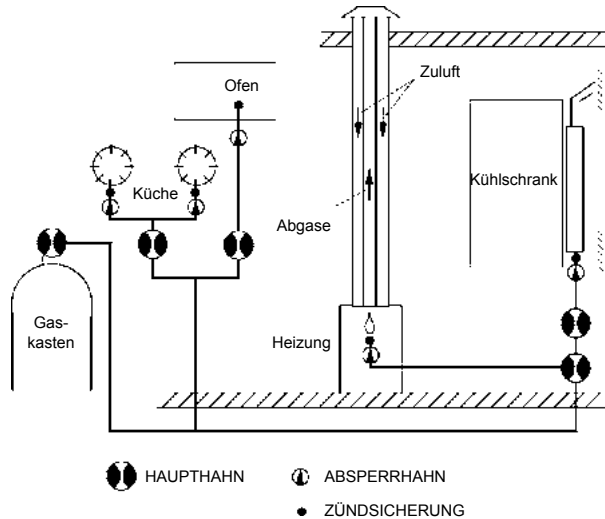 Ofen
Zuluft
Küche
Kühlschrank
Abgase
Gas-
kasten
Heizung
HAUPTHAHN
ABSPERRHAHN
ZÜNDSICHERUNG